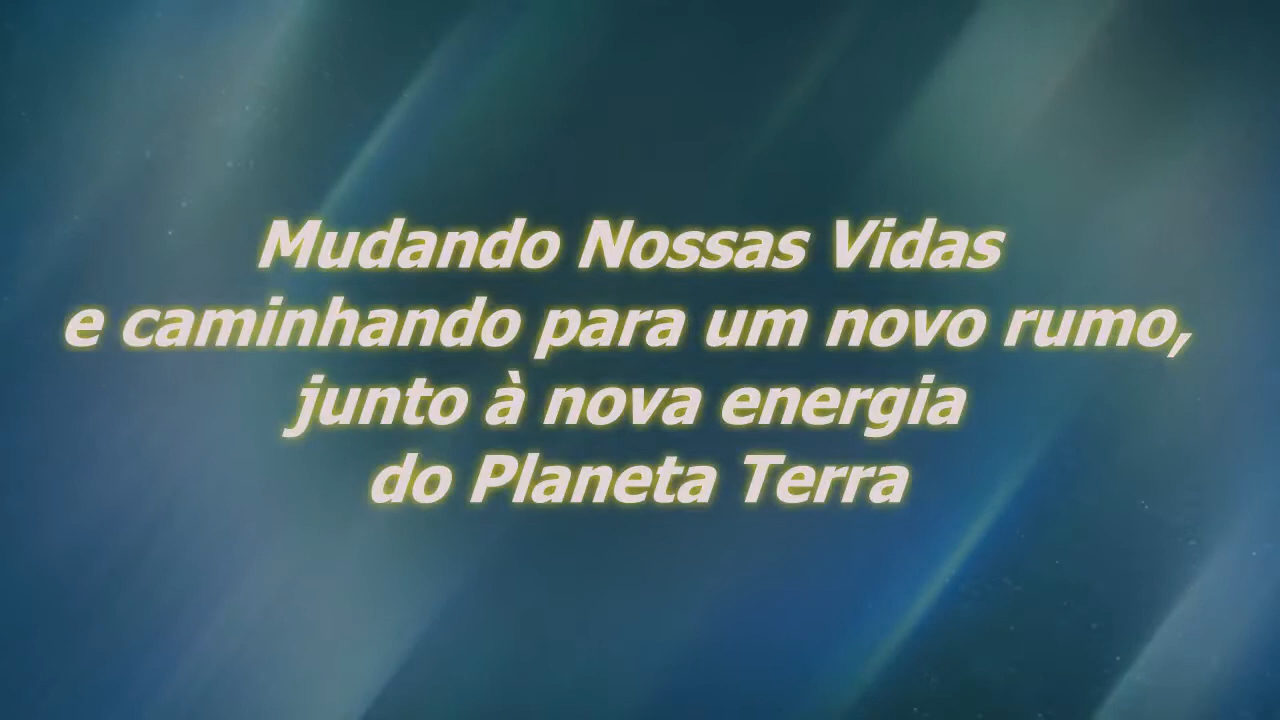 Mudando Nossas Vidas
e caminhando para um novo rumo,
junto à nova energia
do Planeta Terra